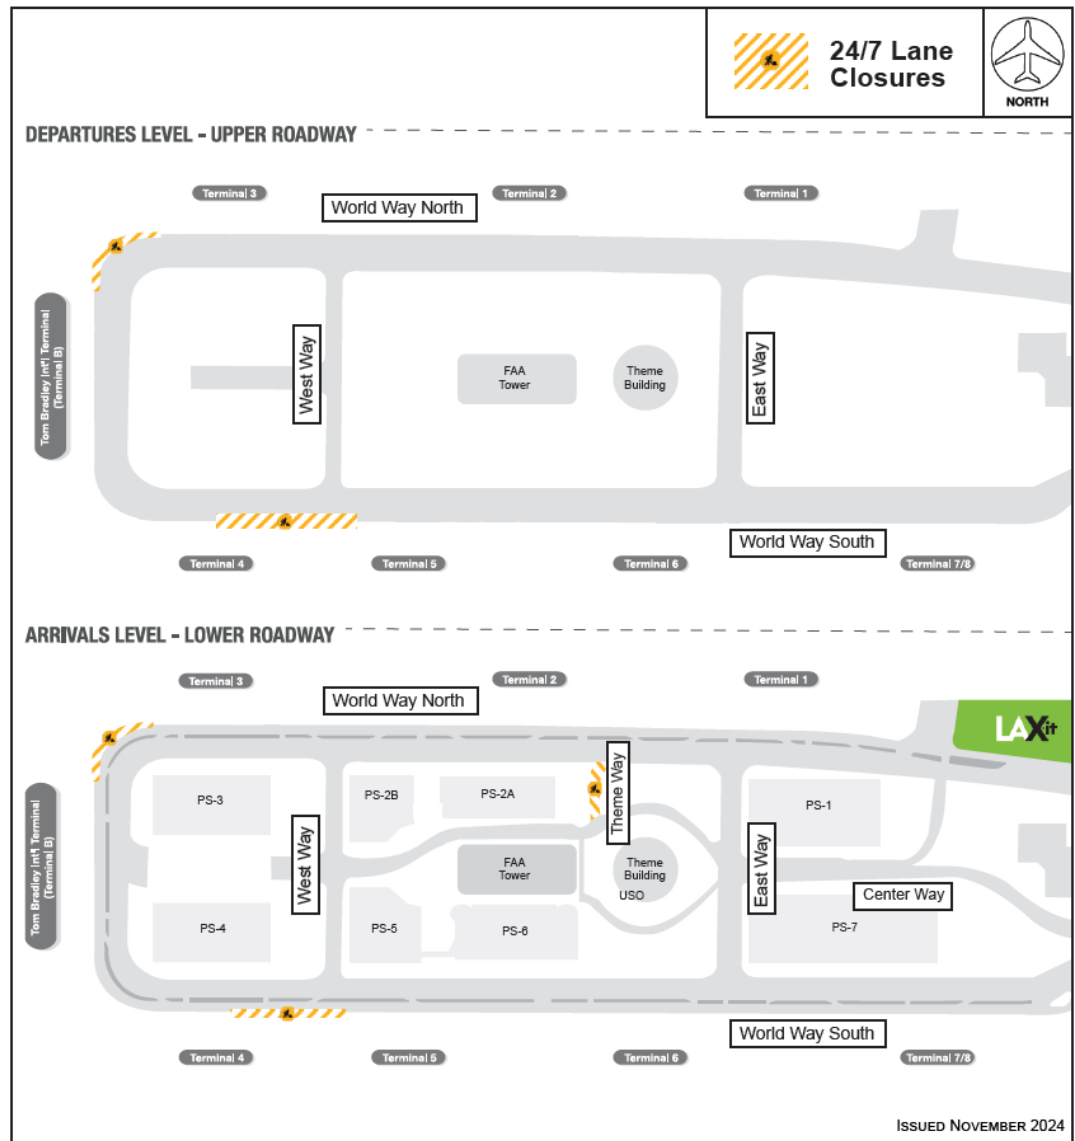 24/7 Lane
Closures
NORTH
DEPARTURES LEVEL - UPPER ROADWAY
Terminal 3
Terminal 2
Terminal 1
World Way North
Tom Bradley Int'l Terminal
(Terminal B)
West Way
FAA
Tower
Theme
Building
East Way
World Way South
Terminal 4
Terminal 5
Terminal 6
Terminal 7/8
ARRIVALS LEVEL - LOWER ROADWAY
Terminal 3
Terminal 2
Terminal 1
World Way North
LAXit
Theme Way
PS-3
PS-2B
PS-2A
PS-1
Tom Bradley Int'l Terminal
(Terminal B)
West Way
FAA
Tower
Theme
Building
USO
East Way
Center Way
PS-4
PS-5
PS-6
PS-7
World Way South
Terminal 4
Terminal 5
Terminal 6
Terminal 7/8
ISSUED NOVEMBER 2024